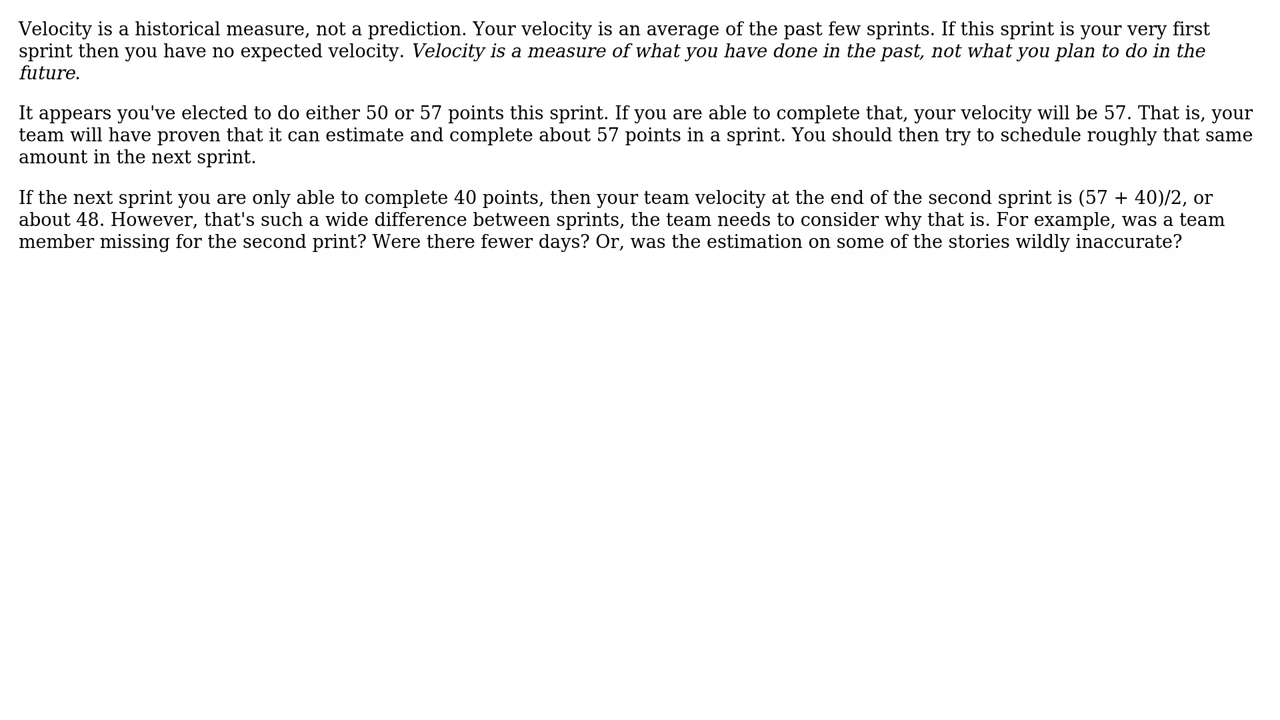 Velocity is a historical measure, not a prediction. Your velocity is an average of the past few sprints. If this sprint is your very first
sprint then you have no expected velocity. Velocity is a measure of what you have done in the past, not what you plan to do in the
future.
It appears you've elected to do either 50 or 57 points this sprint. If you are able to complete that, your velocity will be 57. That is, your
team will have proven that it can estimate and complete about 57 points in a sprint. You should then try to schedule roughly that same
amount in the next sprint.
If the next sprint you are only able to complete 40 points, then your team velocity at the end of the second sprint is (57 + 40)/2, or
about 48. However, that's such a wide difference between sprints, the team needs to consider why that is. For example, was a team
member missing for the second print? Were there fewer days? Or, was the estimation on some of the stories wildly inaccurate?